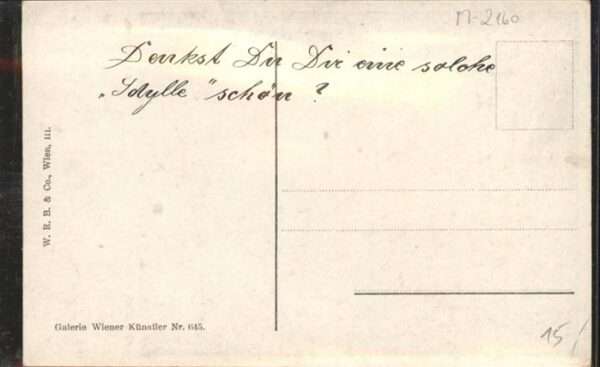 M-2160
Denkst Du Dir eine solche
„Idylle" schön?
W. R. B. & Co., Wien, III.
Galerie Wiener Künstler Nr. 645.
15/